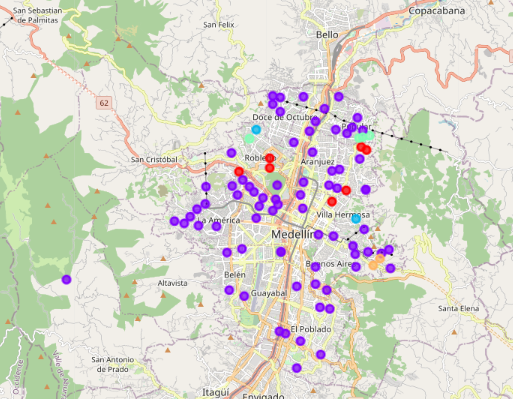 San Sebastian
de Palmitas
Copacabana
San Felix
Bello
62
Doce de Octubre
San Cristóbal
Robledo
Aranjuez
Villa Hermosa
La América
Medellín
Buenos Aires
Belén
Altavista
Guayabal
Santa Elena
El Poblado
San Antonio
de Prado
Itagüí
Envigado